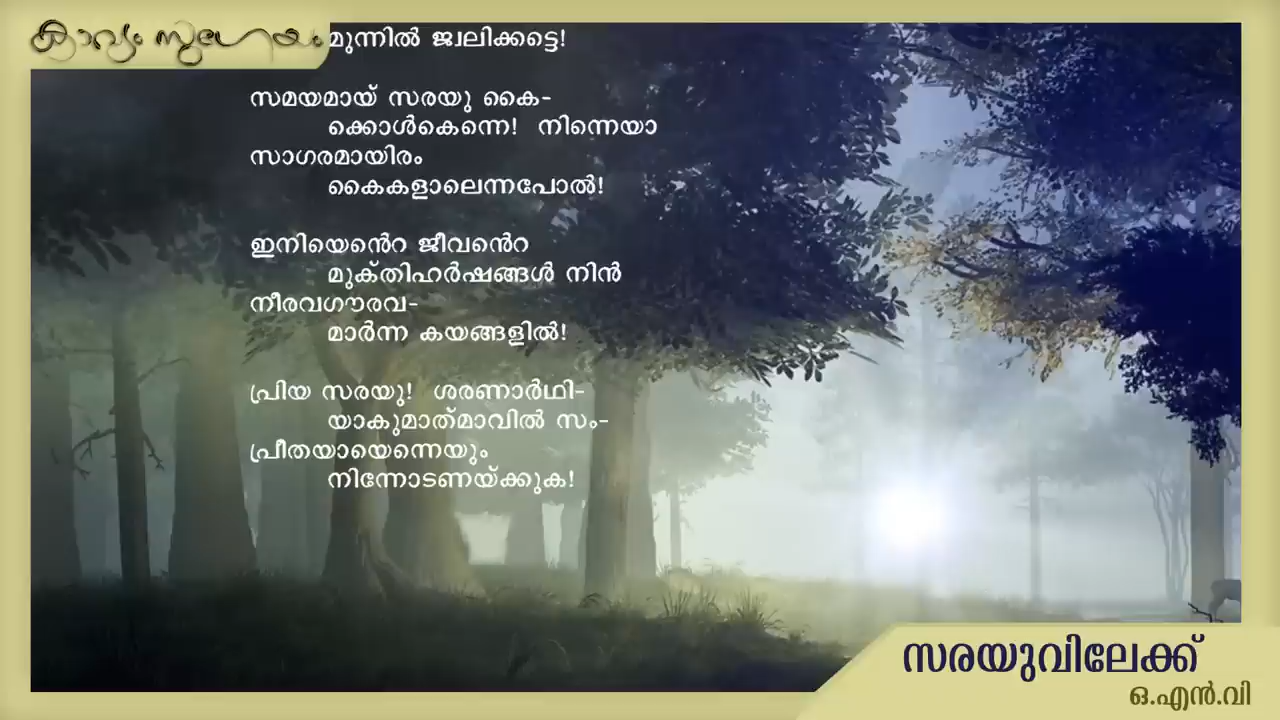 കാവ്യം സുഗേയം
മുന്നിൽ ജ്വലിക്കട്ടെ!
സമയമായ് സരയു കൈ-
ക്കൊൾകെന്നെ! നിന്നെയാ
സാഗരമായിരം
കൈകളാലെന്നപോൽ!
ഇനിയെൻെറ ജീവൻെറ
മുക്തിഹർഷങ്ങൾ നിൻ
നീരവഗൗരവ-
മാർന്ന കയങ്ങളിൽ!
പ്രിയ സരയു! ശരണാർഥി-
യാകുമാത്മാവിൽ സം-
പ്രീതയായെന്നെയും
നിന്നോടണയ്ക്കുക!
സരയുവിലേക്ക്
ഒ.എൻ.വി